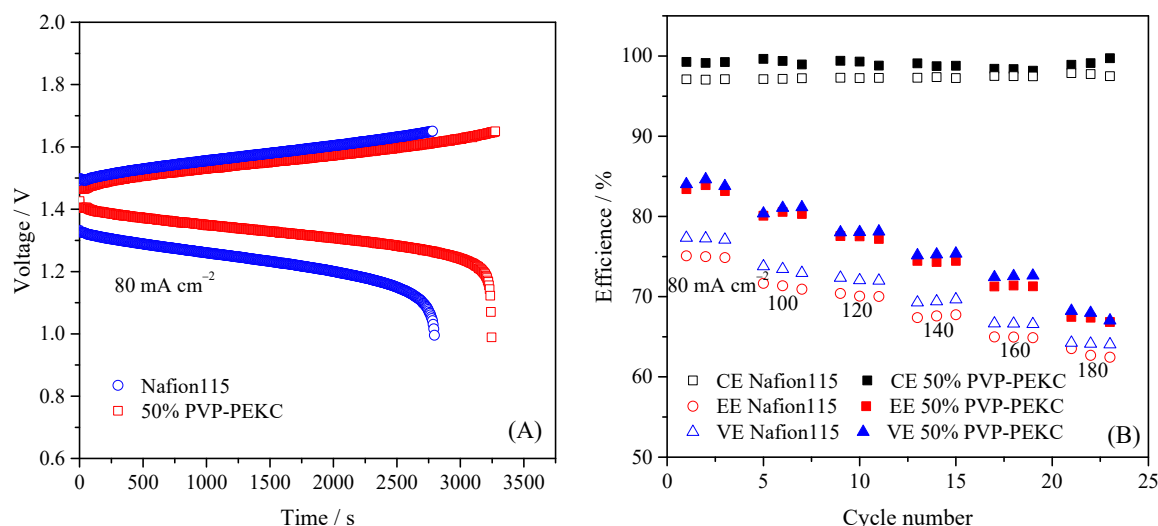 2.0
1.8
1.6
1.4
1.2
1.0
0.8
0.6
Voltage / V
80 mA cm⁻²
Nafion115
50% PVP-PEKC
(A)
0 500 1000 1500 2000 2500 3000 3500
Time / s
100
90
80
70
60
50
Efficience / %
80 mA cm⁻²
100
120
140
160
180
CE Nafion115 CE 50% PVP-PEKC
EE Nafion115 EE 50% PVP-PEKC
VE Nafion115 VE 50% PVP-PEKC
(B)
0 5 10 15 20 25
Cycle number